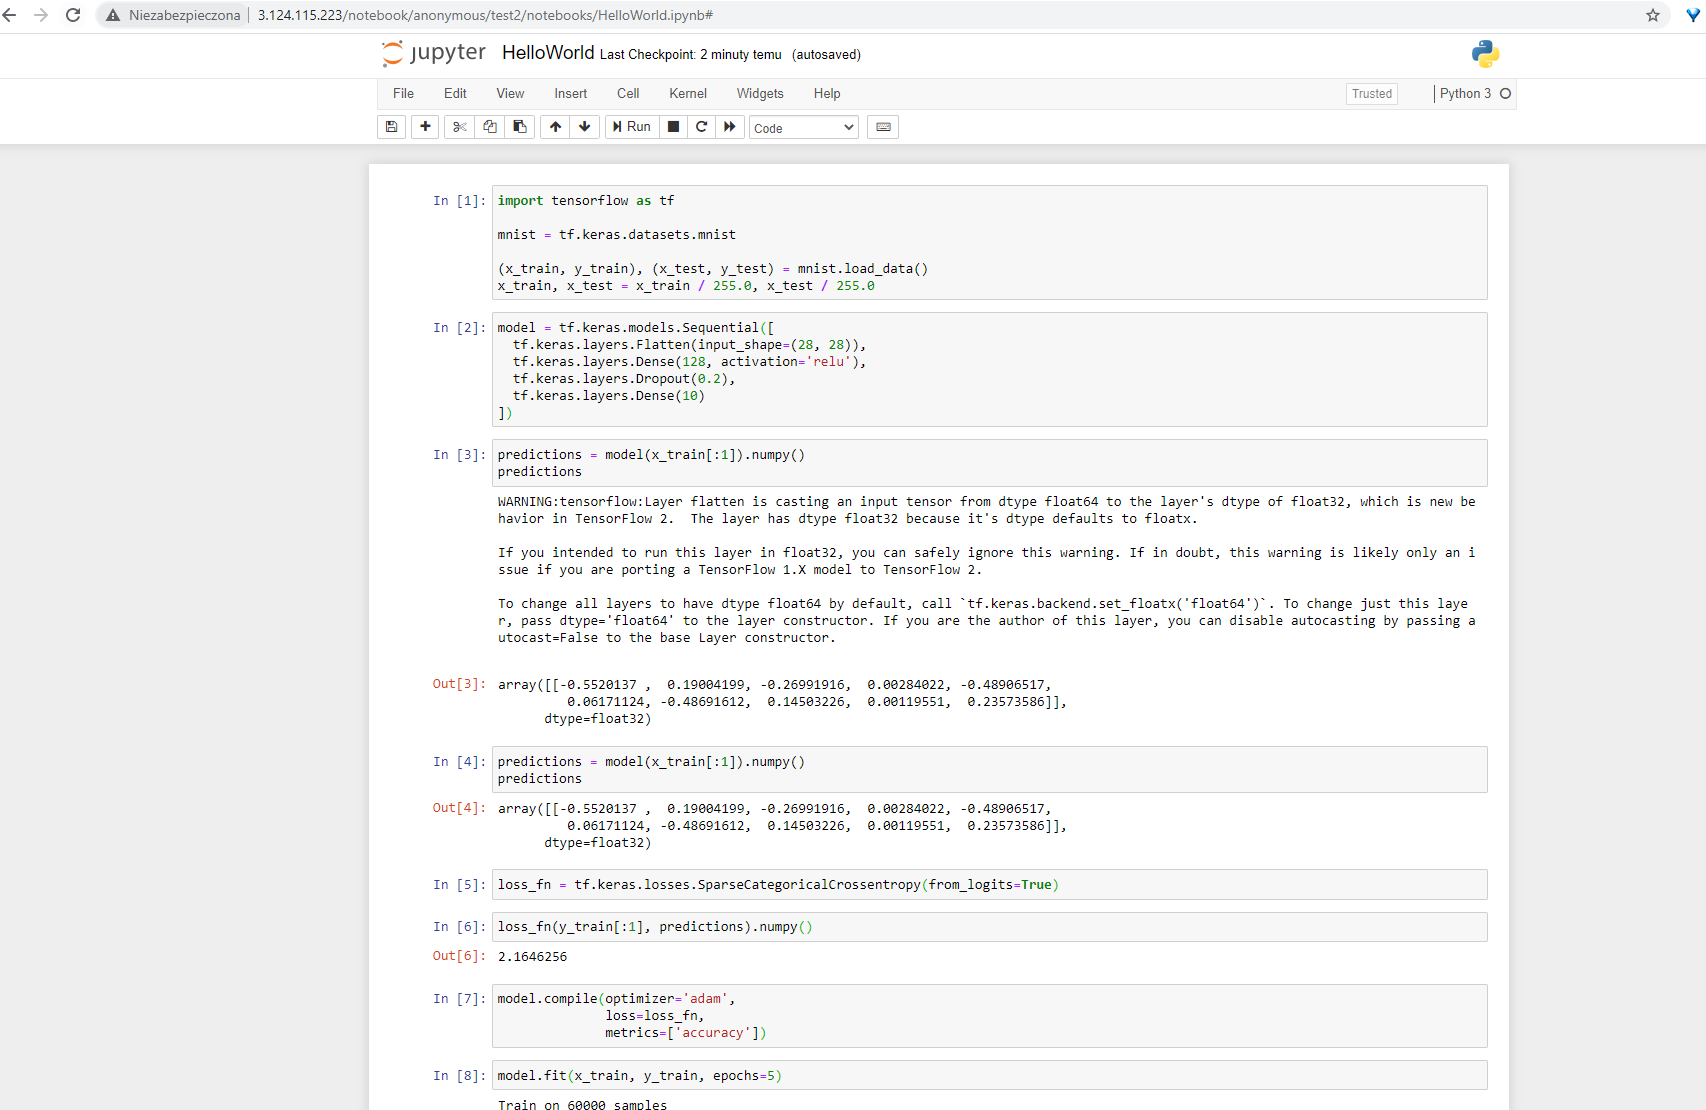 Niezabezpieczona | 3.124.115.223/notebook/anonymous/test2/notebooks/HelloWorld.ipynb#
jupyter HelloWorld Last Checkpoint: 2 minuty temu (autosaved)
File Edit View Insert Cell Kernel Widgets Help Trusted Python 3
Run Code
In [1]: import tensorflow as tf
mnist = tf.keras.datasets.mnist
(x_train, y_train), (x_test, y_test) = mnist.load_data()
x_train, x_test = x_train / 255.0, x_test / 255.0
In [2]: model = tf.keras.models.Sequential([
tf.keras.layers.Flatten(input_shape=(28, 28)),
tf.keras.layers.Dense(128, activation='relu'),
tf.keras.layers.Dropout(0.2),
tf.keras.layers.Dense(10)
])
In [3]: predictions = model(x_train[:1]).numpy()
predictions
WARNING:tensorflow:Layer flatten is casting an input tensor from dtype float64 to the layer's dtype of float32, which is new be
havior in TensorFlow 2.  The layer has dtype float32 because it's dtype defaults to floatx.
If you intended to run this layer in float32, you can safely ignore this warning. If in doubt, this warning is likely only an i
ssue if you are porting a TensorFlow 1.X model to TensorFlow 2.
To change all layers to have dtype float64 by default, call `tf.keras.backend.set_floatx('float64')`. To change just this laye
r, pass dtype='float64' to the layer constructor. If you are the author of this layer, you can disable autocasting by passing a
utocast=False to the base Layer constructor.
Out[3]: array([[-0.5520137 ,  0.19004199, -0.26991916,  0.00284022, -0.48906517,
0.06171124, -0.48691612,  0.14503226,  0.00119551,  0.23573586]],
dtype=float32)
In [4]: predictions = model(x_train[:1]).numpy()
predictions
Out[4]: array([[-0.5520137 ,  0.19004199, -0.26991916,  0.00284022, -0.48906517,
0.06171124, -0.48691612,  0.14503226,  0.00119551,  0.23573586]],
dtype=float32)
In [5]: loss_fn = tf.keras.losses.SparseCategoricalCrossentropy(from_logits=True)
In [6]: loss_fn(y_train[:1], predictions).numpy()
Out[6]: 2.1646256
In [7]: model.compile(optimizer='adam',
loss=loss_fn,
metrics=['accuracy'])
In [8]: model.fit(x_train, y_train, epochs=5)
Train on 60000 samples